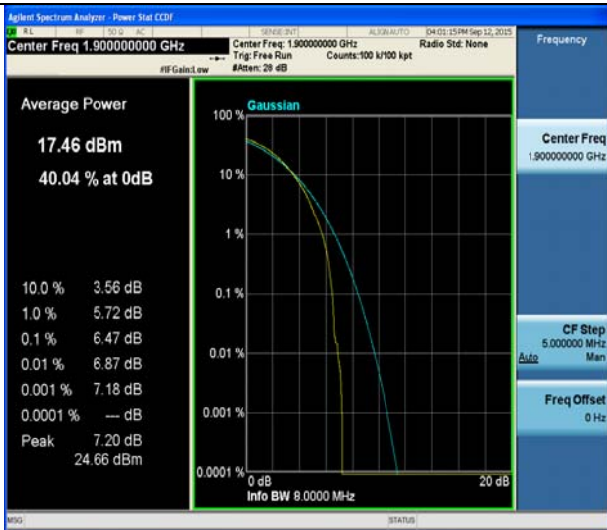 Agilent Spectrum Analyzer - Power Stat CCDF
RL RF 50 Ω AC SENSE:INT ALIGN AUTO 04:01:15 PM Sep 12, 2015
Center Freq 1.900000000 GHz
Center Freq: 1.900000000 GHz Radio Std: None
Trig: Free Run Counts:100 k/100 kpt
#IFGain:Low #Atten: 28 dB
Frequency
Average Power
17.46 dBm
40.04 % at 0dB
10.0 % 3.56 dB
1.0 % 5.72 dB
0.1 % 6.47 dB
0.01 % 6.87 dB
0.001 % 7.18 dB
0.0001 % --- dB
Peak 7.20 dB
24.66 dBm
Gaussian
100 %
10 %
1 %
0.1 %
0.01 %
0.001 %
0.0001 %
0 dB 20 dB
Info BW 8.0000 MHz
Center Freq
1.900000000 GHz
CF Step
5.000000 MHz
Auto Man
Freq Offset
0 Hz
MSG STATUS